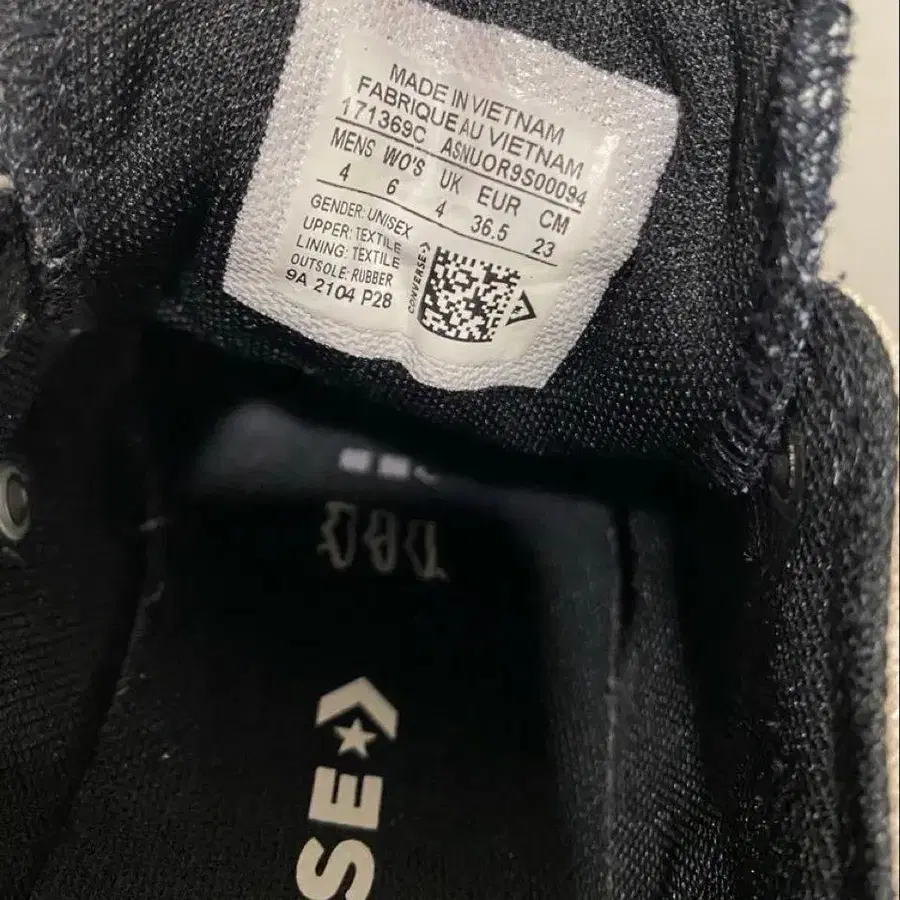 MADE IN VIETNAM
FABRIQUE AU VIETNAM
171369C ASNUOR9S00094
MENS WO'S UK EUR CM
4 6 4 36.5 23
GENDER: UNISEX
UPPER: TEXTILE
LINING: TEXTILE
OUTSOLE: RUBBER
9A 2104 P28
CONVERSE
SE